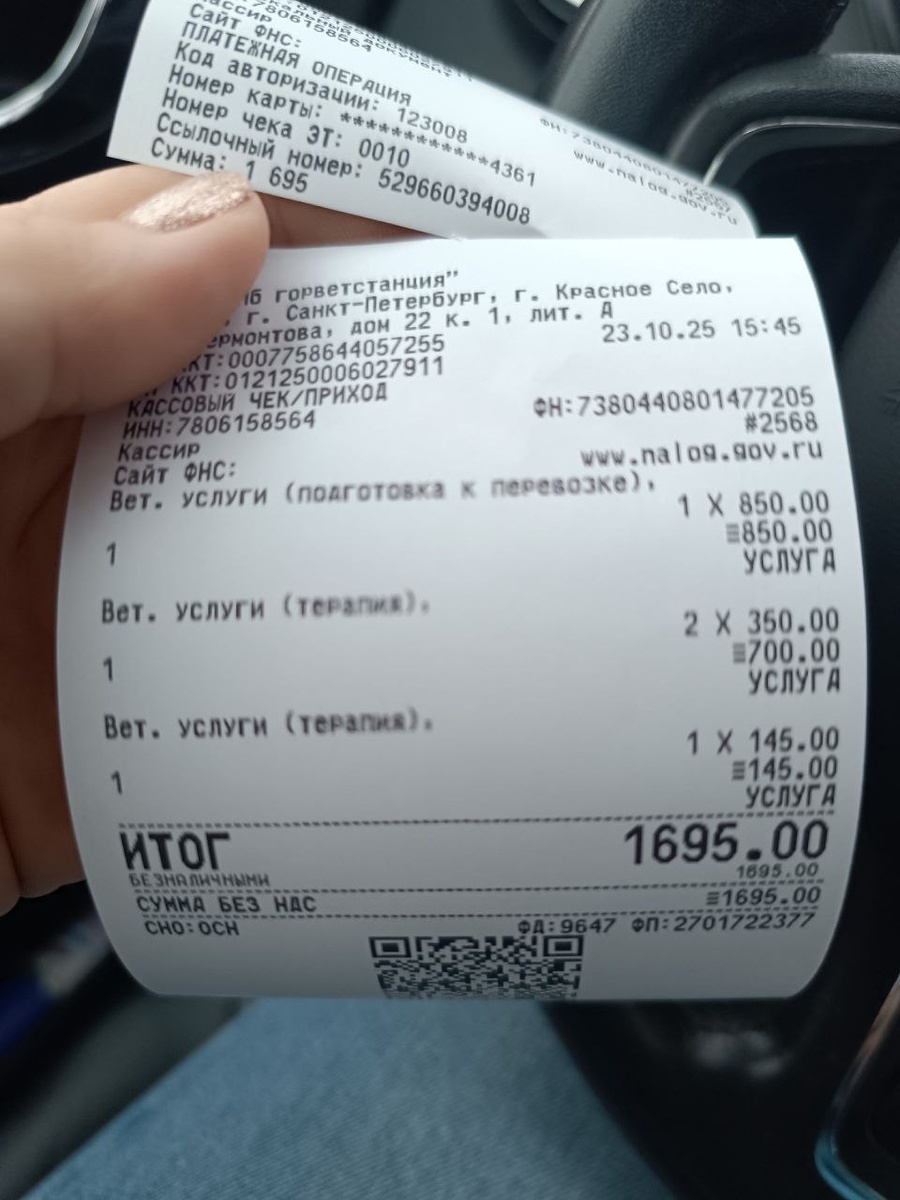 7806158564
Сайт ФНС:
ПЛАТЕЖНАЯ ОПЕРАЦИЯ
Код авторизации: 123008
Номер карты: ************4361
Номер чека ЭТ: 0010
Ссылочный номер: 529660394008
Сумма: 1 695
ФН:7380440801477205
#2567
www.nalog.gov.ru
горветстанция"
г. Санкт-Петербург, г. Красное Село,
ермонтова, дом 22 к. 1, лит. А
23.10.25 15:45
КТ:0007758644057255
ККТ:0121250006027911
КАССОВЫЙ ЧЕК/ПРИХОД
ФН:7380440801477205
ИНН:7806158564
#2568
Кассир
www.nalog.gov.ru
Сайт ФНС:
Вет. УСЛУГИ (подготовка к перевозке),
1 X 850.00
≡850.00
1
УСЛУГА
Вет. УСЛУГИ (терапия).
2 X 350.00
≡700.00
1
УСЛУГА
Вет. УСЛУГИ (терапия).
1 X 145.00
≡145.00
1
УСЛУГА
ИТОГ 1695.00
БЕЗНАЛИЧНЫМИ 1695.00
СУММА БЕЗ НДС ≡1695.00
СНО:ОСН ФД:9647 ФП:2701722377